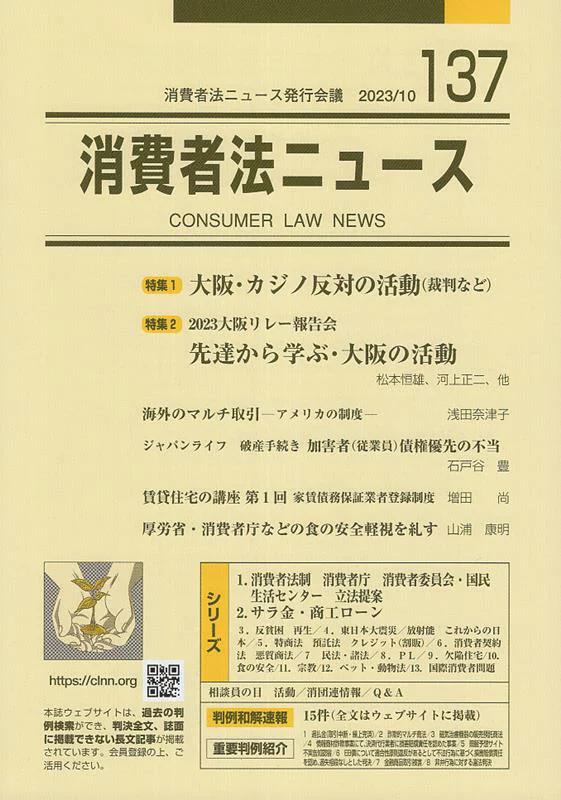 消費者法ニュース発行会議 2023/10 137
消費者法ニュース
CONSUMER LAW NEWS
特集1 大阪・カジノ反対の活動(裁判など)
特集2 2023大阪リレー報告会
先達から学ぶ・大阪の活動
松本恒雄、河上正二、他
海外のマルチ取引―アメリカの制度― 浅田奈津子
ジャパンライフ 破産手続き 加害者(従業員)債権優先の不当
石戸谷 豊
賃貸住宅の講座 第1回 家賃債務保証業者登録制度 増田 尚
厚労省・消費者庁などの食の安全軽視を糺す 山浦 康明
シリーズ
1.消費者法制 消費者庁 消費者委員会・国民
生活センター 立法提案
2.サラ金・商工ローン
3.反貧困 再生/4.東日本大震災/放射能 これからの日
本/5.特商法 預託法 クレジット(割販)/6.消費者契約
法 悪質商法/7 民法・諸法/8.PL/9.欠陥住宅/10.
食の安全/11.宗教/12.ペット・動物法/13.国際消費者問題
相談員の目 活動/消団連情報/Q&A
判例和解速報 15件(全文はウェブサイトに掲載)
重要判例紹介
https://clnn.org
本誌ウェブサイトは、過去の判
例検索ができ、判決全文、誌面
に掲載できない長文記事が掲載
されています。会員登録の上、ご
活用ください。